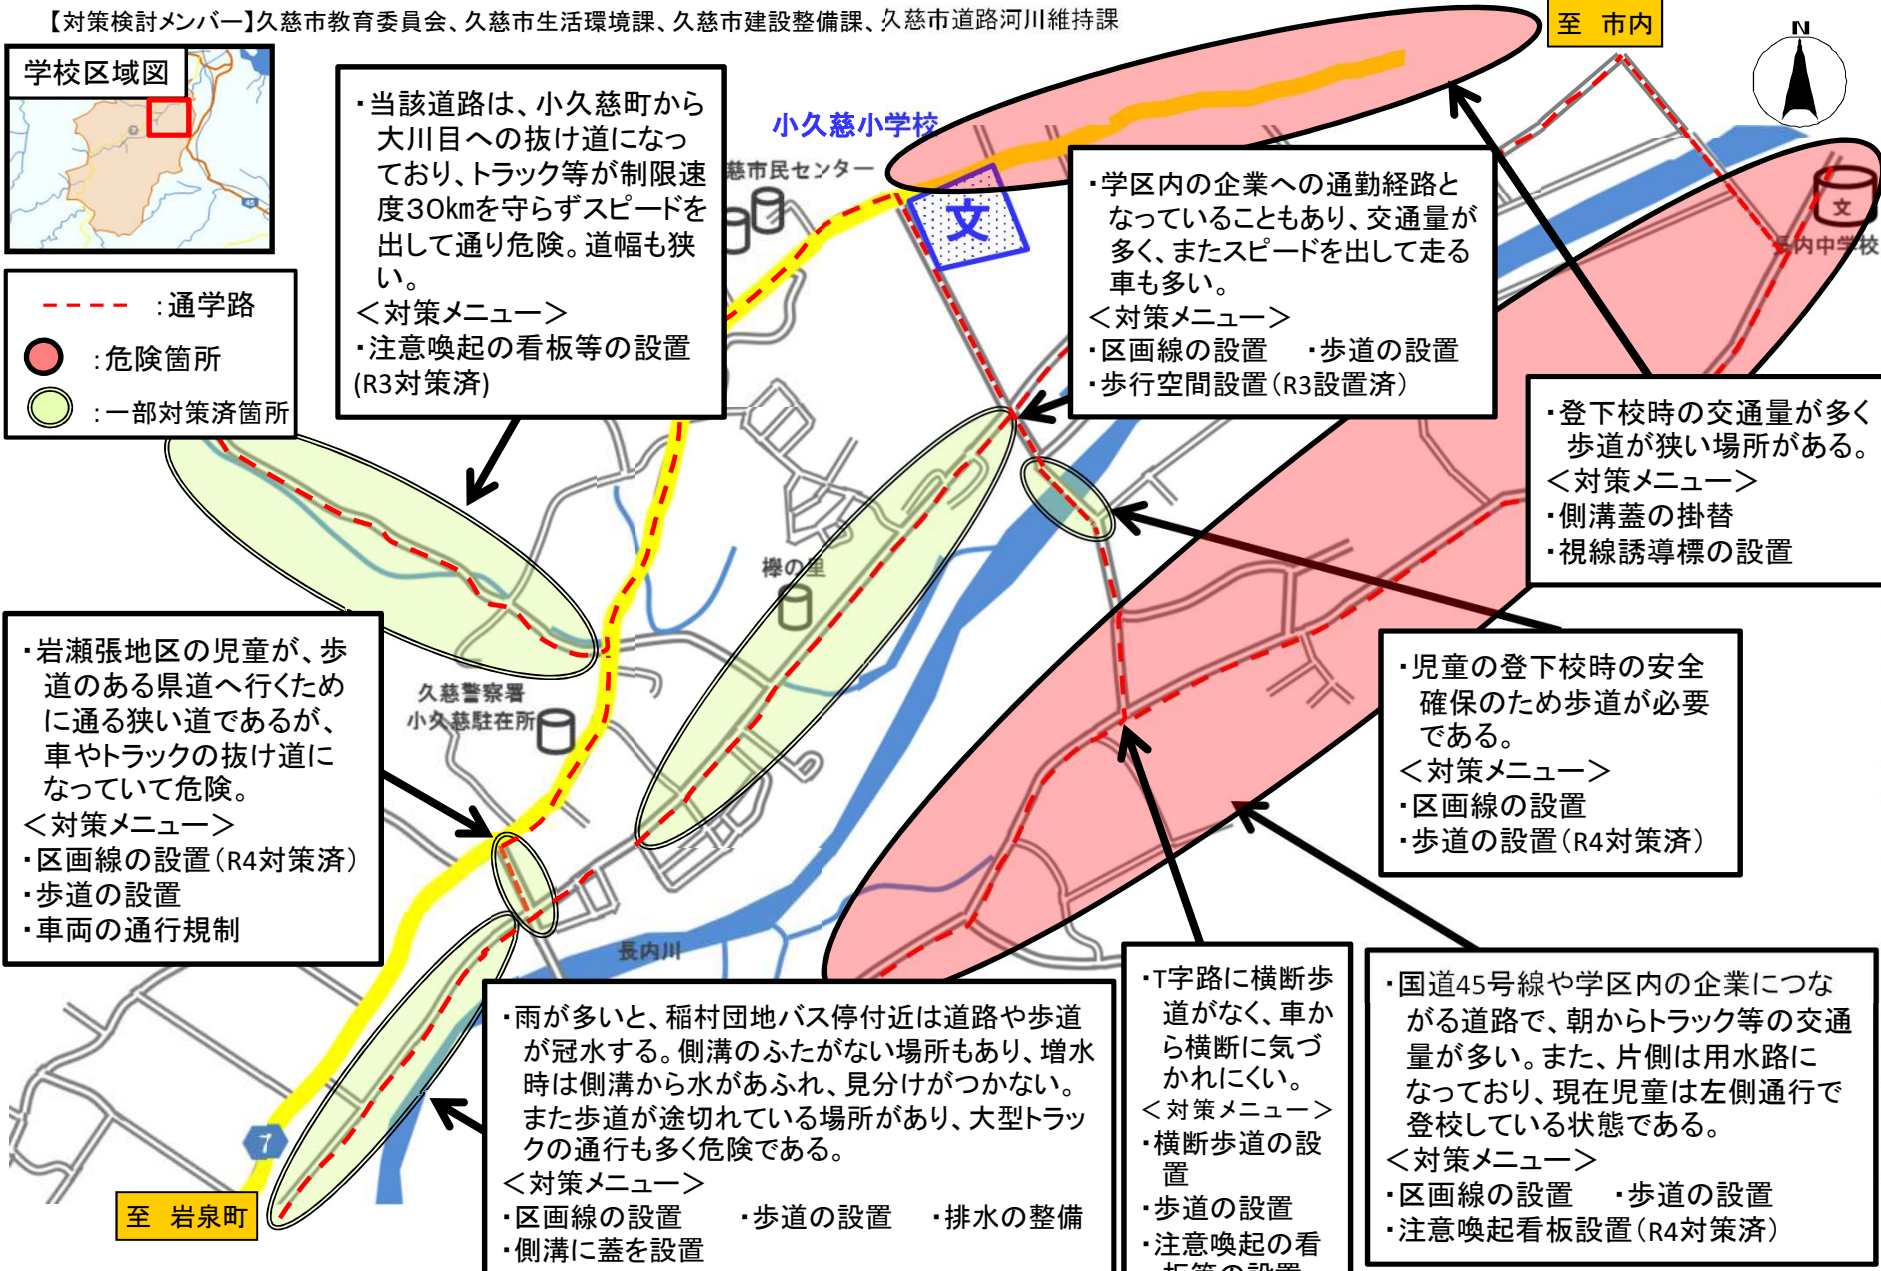 【対策検討メンバー】久慈市教育委員会、久慈市生活環境課、久慈市建設整備課、久慈市道路河川維持課
至 市内
N
学校区域図
45
・当該道路は、小久慈町から
大川目への抜け道になっ
ており、トラック等が制限速
度30㎞を守らずスピードを
出して通り危険。道幅も狭
い。
＜対策メニュー＞
・注意喚起の看板等の設置
(R3対策済)
小久慈小学校
慈市民センター
文
・学区内の企業への通勤経路と
なっていることもあり、交通量が
多く、またスピードを出して走る
車も多い。
＜対策メニュー＞
・区画線の設置 ・歩道の設置
・歩行空間設置（R3設置済）
文
長内中学校
：通学路
：危険箇所
：一部対策済箇所
・登下校時の交通量が多く
歩道が狭い場所がある。
＜対策メニュー＞
・側溝蓋の掛替
・視線誘導標の設置
欅の里
・岩瀬張地区の児童が、歩
道のある県道へ行くため
に通る狭い道であるが、
車やトラックの抜け道に
なっていて危険。
＜対策メニュー＞
・区画線の設置（R4対策済）
・歩道の設置
・車両の通行規制
久慈警察署
小久慈駐在所
・児童の登下校時の安全
確保のため歩道が必要
である。
＜対策メニュー＞
・区画線の設置
・歩道の設置（R4対策済）
長内川
7
至 岩泉町
・雨が多いと、稲村団地バス停付近は道路や歩道
が冠水する。側溝のふたがない場所もあり、増水
時は側溝から水があふれ、見分けがつかない。
また歩道が途切れている場所があり、大型トラッ
クの通行も多く危険である。
＜対策メニュー＞
・区画線の設置 ・歩道の設置 ・排水の整備
・側溝に蓋を設置
・T字路に横断歩
道がなく、車か
ら横断に気づ
かれにくい。
＜対策メニュー＞
・横断歩道の設
置
・歩道の設置
・注意喚起の看
板等の設置
・国道45号線や学区内の企業につな
がる道路で、朝からトラック等の交通
量が多い。また、片側は用水路に
なっており、現在児童は左側通行で
登校している状態である。
＜対策メニュー＞
・区画線の設置 ・歩道の設置
・注意喚起看板設置（R4対策済）